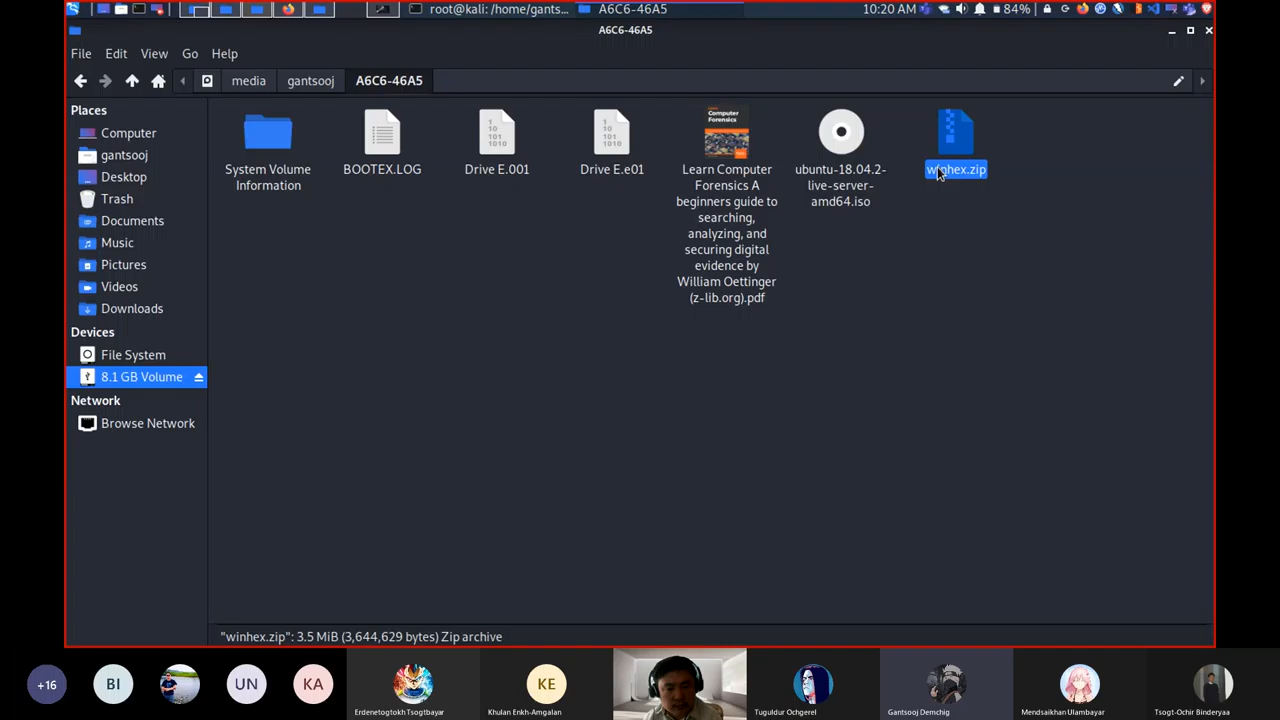 root@kali: /home/gants...
A6C6-46A5
10:20 AM
84%
A6C6-46A5
File Edit View Go Help
media gantsooj A6C6-46A5
Places
Computer
gantsooj
Desktop
Trash
Documents
Music
Pictures
Videos
Downloads
Devices
File System
8.1 GB Volume
Network
Browse Network
System Volume
Information
BOOTEX.LOG
Drive E.001
Drive E.e01
Computer
Forensics
Learn Computer
Forensics A
beginners guide to
searching,
analyzing, and
securing digital
evidence by
William Oettinger
(z-lib.org).pdf
ubuntu-18.04.2-
live-server-
amd64.iso
winhex.zip
"winhex.zip": 3.5 MiB (3,644,629 bytes) Zip archive
+16
BI
UN
KA
Erdenetogtokh Tsogtbayar
KE
Khulan Enkh-Amgalan
Tuguldur Ochgerel
Gantsooj Demchig
Mendsaikhan Ulambayar
Tsogt-Ochir Binderyaa